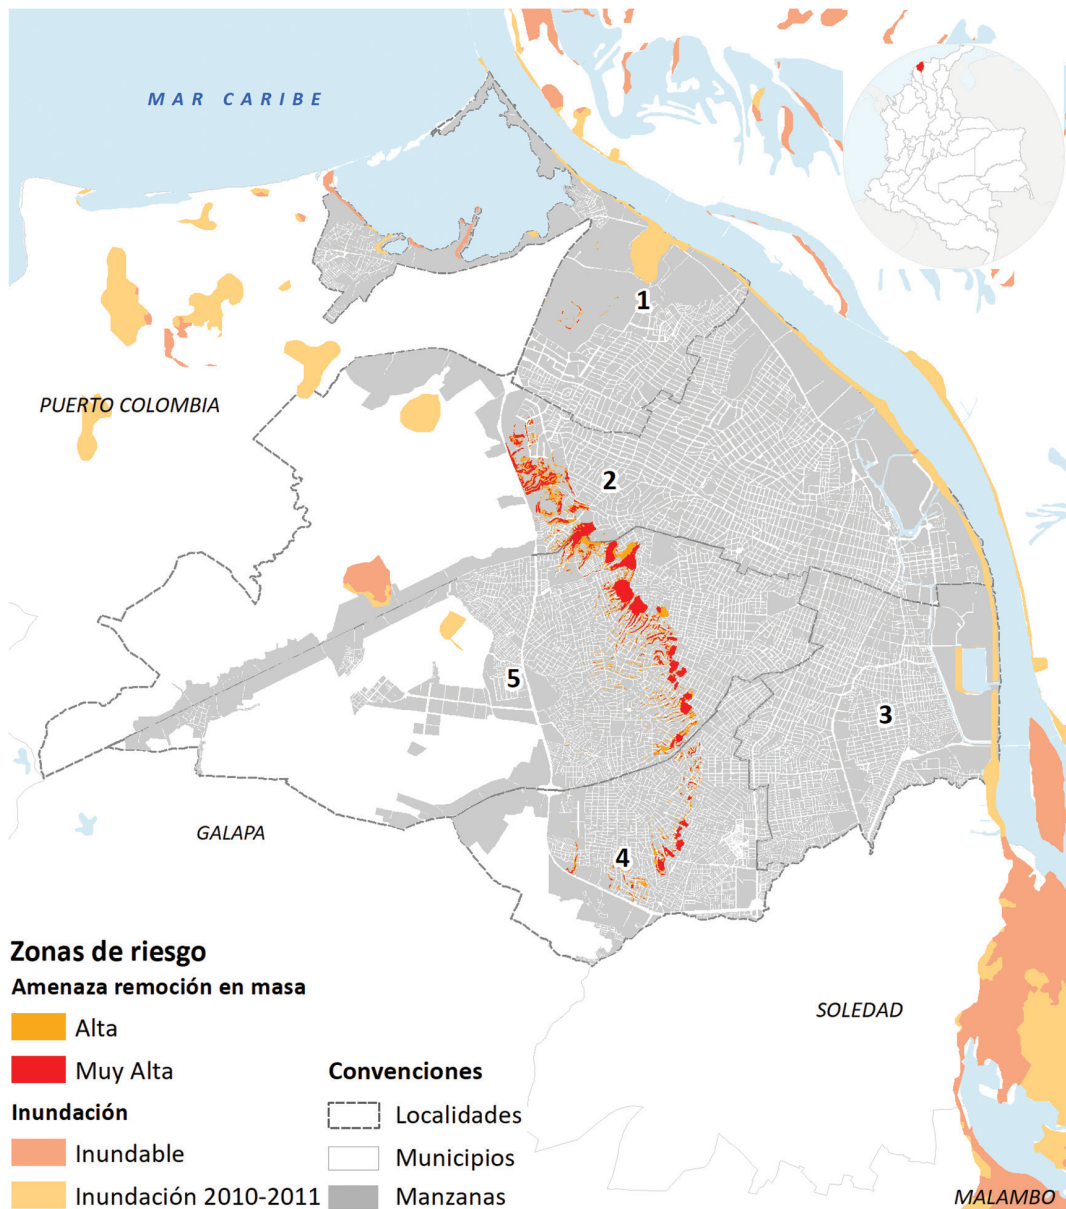 MAR CARIBE
1
PUERTO COLOMBIA
2
5
3
GALAPA
4
Zonas de riesgo
Amenaza remoción en masa
Alta
Muy Alta
Inundación
Inundable
Inundación 2010-2011
Convenciones
Localidades
Municipios
Manzanas
SOLEDAD
MALAMBO